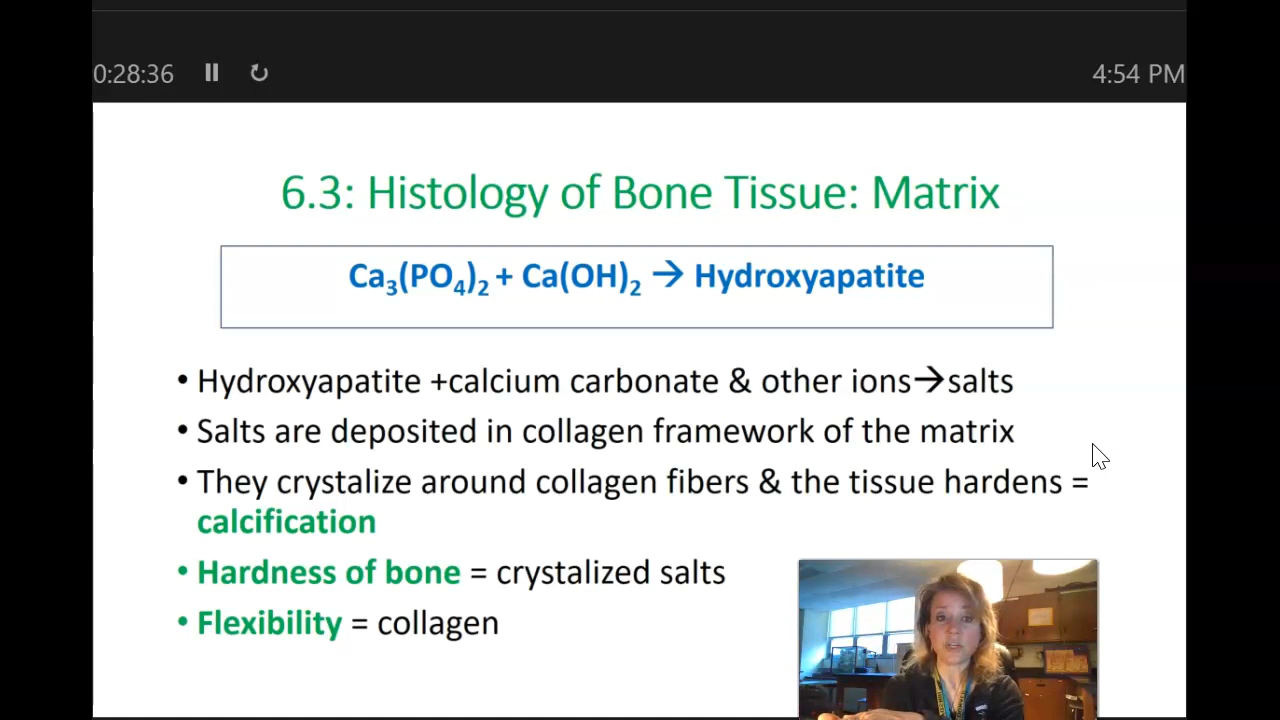 0:28:36
4:54 PM
6.3: Histology of Bone Tissue: Matrix
Ca₃(PO₄)₂ + Ca(OH)₂ → Hydroxyapatite
• Hydroxyapatite +calcium carbonate & other ions→salts
• Salts are deposited in collagen framework of the matrix
• They crystalize around collagen fibers & the tissue hardens =
calcification
• Hardness of bone = crystalized salts
• Flexibility = collagen